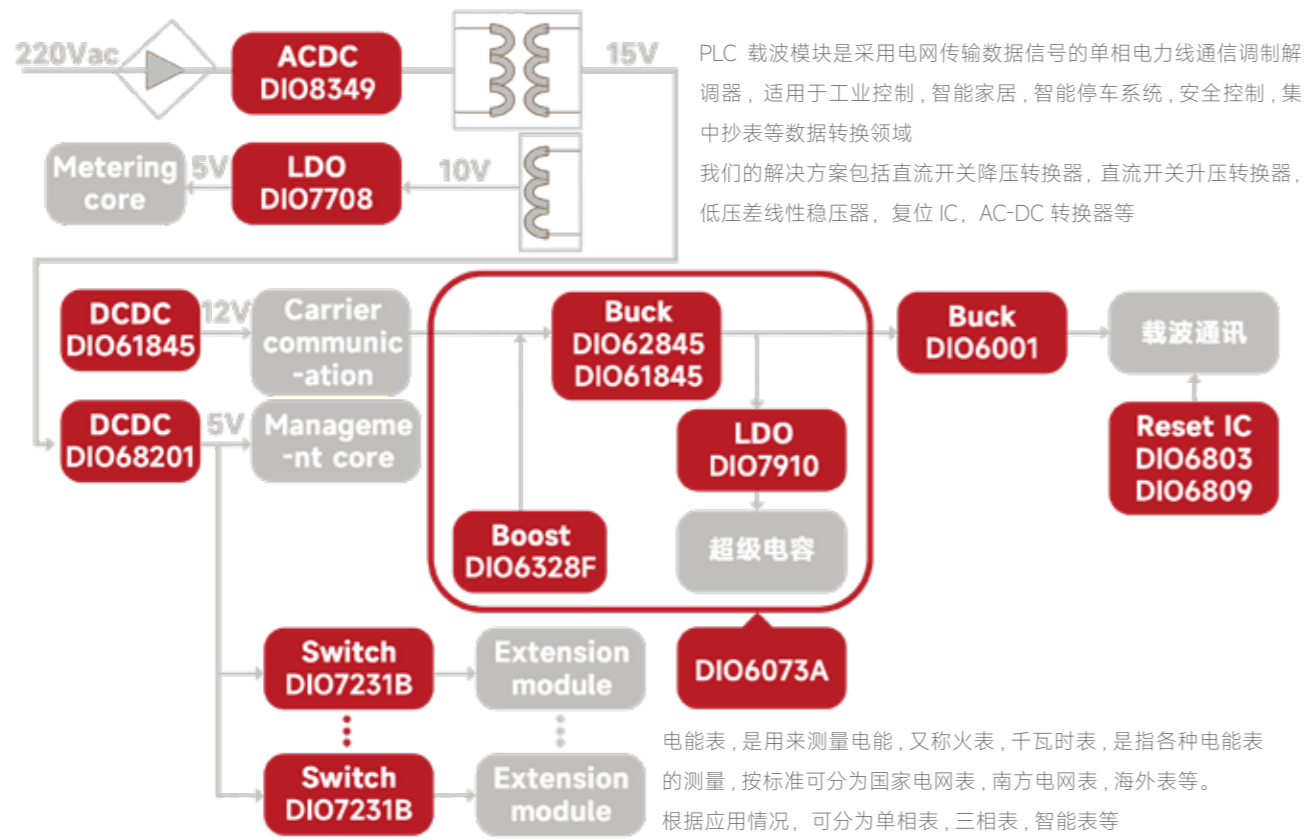 220Vac
ACDC
DIO8349
15V
PLC 载波模块是采用电网传输数据信号的单相电力线通信调制解
调器，适用于工业控制，智能家居，智能停车系统，安全控制，集
中抄表等数据转换领域
我们的解决方案包括直流开关降压转换器，直流开关升压转换器，
低压差线性稳压器，复位 IC，AC-DC 转换器等
Metering
core
5V
LDO
DIO7708
10V
DCDC
DIO61845
12V
Carrier
communic
-ation
Buck
DIO62845
DIO61845
Buck
DIO6001
载波通讯
DCDC
DIO68201
5V
Manageme
-nt core
LDO
DIO7910
Reset IC
DIO6803
DIO6809
Boost
DIO6328F
超级电容
Switch
DIO7231B
Extension
module
DIO6073A
Switch
DIO7231B
Extension
module
电能表，是用来测量电能，又称火表，千瓦时表，是指各种电能表
的测量，按标准可分为国家电网表，南方电网表，海外表等。
根据应用情况，可分为单相表，三相表，智能表等